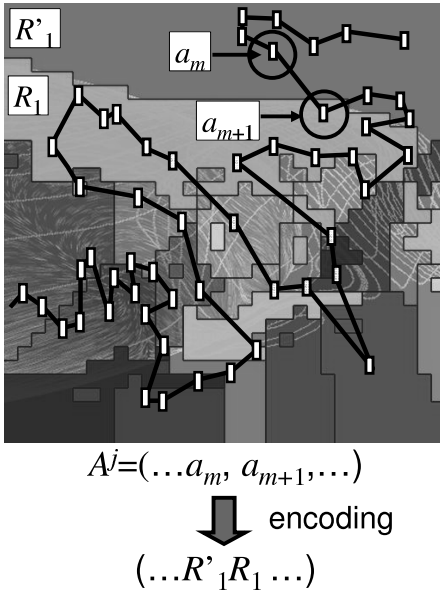 R'₁
aₘ
R₁
aₘ₊₁
Aʲ=(…aₘ, aₘ₊₁,…)
encoding
(…R'₁R₁ …)